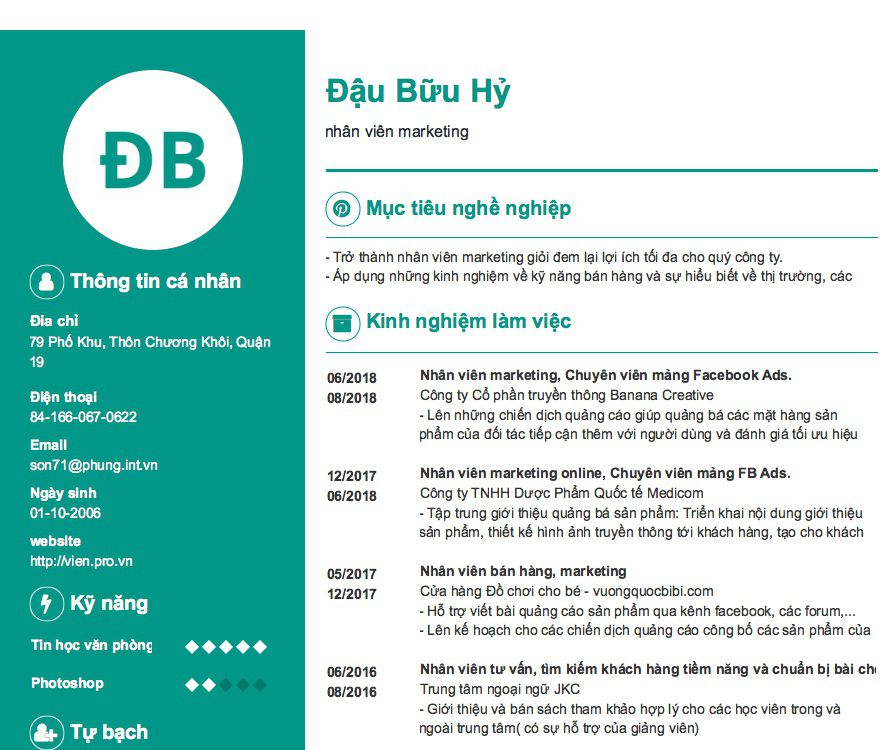 ĐB
Thông tin cá nhân
Địa chỉ
79 Phố Khu, Thôn Chương Khôi, Quận
19
Điện thoại
84-166-067-0622
Email
son71@phung.int.vn
Ngày sinh
01-10-2006
website
http://vien.pro.vn
Kỹ năng
Tin học văn phòng
Photoshop
Tự bạch
Đậu Bữu Hỷ
nhân viên marketing
Mục tiêu nghề nghiệp
- Trở thành nhân viên marketing giỏi đem lại lợi ích tối đa cho quý công ty.
- Áp dụng những kinh nghiệm về kỹ năng bán hàng và sự hiểu biết về thị trường, các
Kinh nghiệm làm việc
06/2018
08/2018
Nhân viên marketing, Chuyên viên mảng Facebook Ads.
Công ty Cổ phần truyền thông Banana Creative
- Lên những chiến dịch quảng cáo giúp quảng bá các mặt hàng sản
phẩm của đối tác tiếp cận thêm với người dùng và đánh giá tối ưu hiệu
12/2017
06/2018
Nhân viên marketing online, Chuyên viên mảng FB Ads.
Công ty TNHH Dược Phẩm Quốc tế Medicom
- Tập trung giới thiệu quảng bá sản phẩm: Triển khai nội dung giới thiệu
sản phẩm, thiết kế hình ảnh truyền thông tới khách hàng, tạo cho khách
05/2017
12/2017
Nhân viên bán hàng, marketing
Cửa hàng Đồ chơi cho bé - vuongquocbibi.com
- Hỗ trợ viết bài quảng cáo sản phẩm qua kênh facebook, các forum,...
- Lên kế hoạch cho các chiến dịch quảng cáo công bố các sản phẩm của
06/2016
08/2016
Nhân viên tư vấn, tìm kiếm khách hàng tiềm năng và chuẩn bị bài
Trung tâm ngoại ngữ JKC
- Giới thiệu và bán sách tham khảo hợp lý cho các học viên trong và
ngoài trung tâm( có sự hỗ trợ của giảng viên)